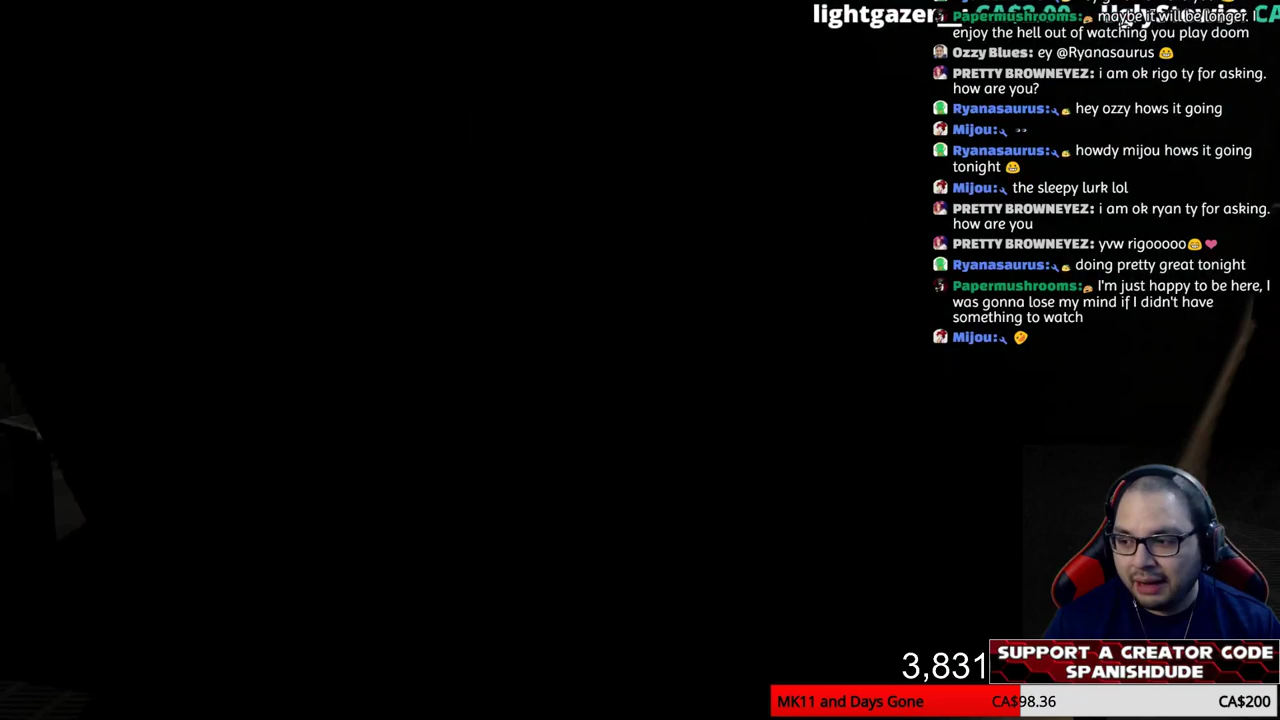 lightgazer__: CA$3.00
Papermushrooms: maybe it will be longer. I
enjoy the hell out of watching you play doom
Ozzy Blues: ey @Ryanasaurus 😁
PRETTY BROWNEYEZ: i am ok rigo ty for asking.
how are you?
Ryanasaurus: hey ozzy hows it going
Mijou: 👀
Ryanasaurus: howdy mijou hows it going
tonight 😁
Mijou: the sleepy lurk lol
PRETTY BROWNEYEZ: i am ok ryan ty for asking.
how are you
PRETTY BROWNEYEZ: yvw rigooooo😁❤
Ryanasaurus: doing pretty great tonight
Papermushrooms: I'm just happy to be here, I
was gonna lose my mind if I didn't have
something to watch
Mijou: 🧀
3,831
SUPPORT A CREATOR CODE
SPANISHDUDE
MK11 and Days Gone CA$98.36 CA$200